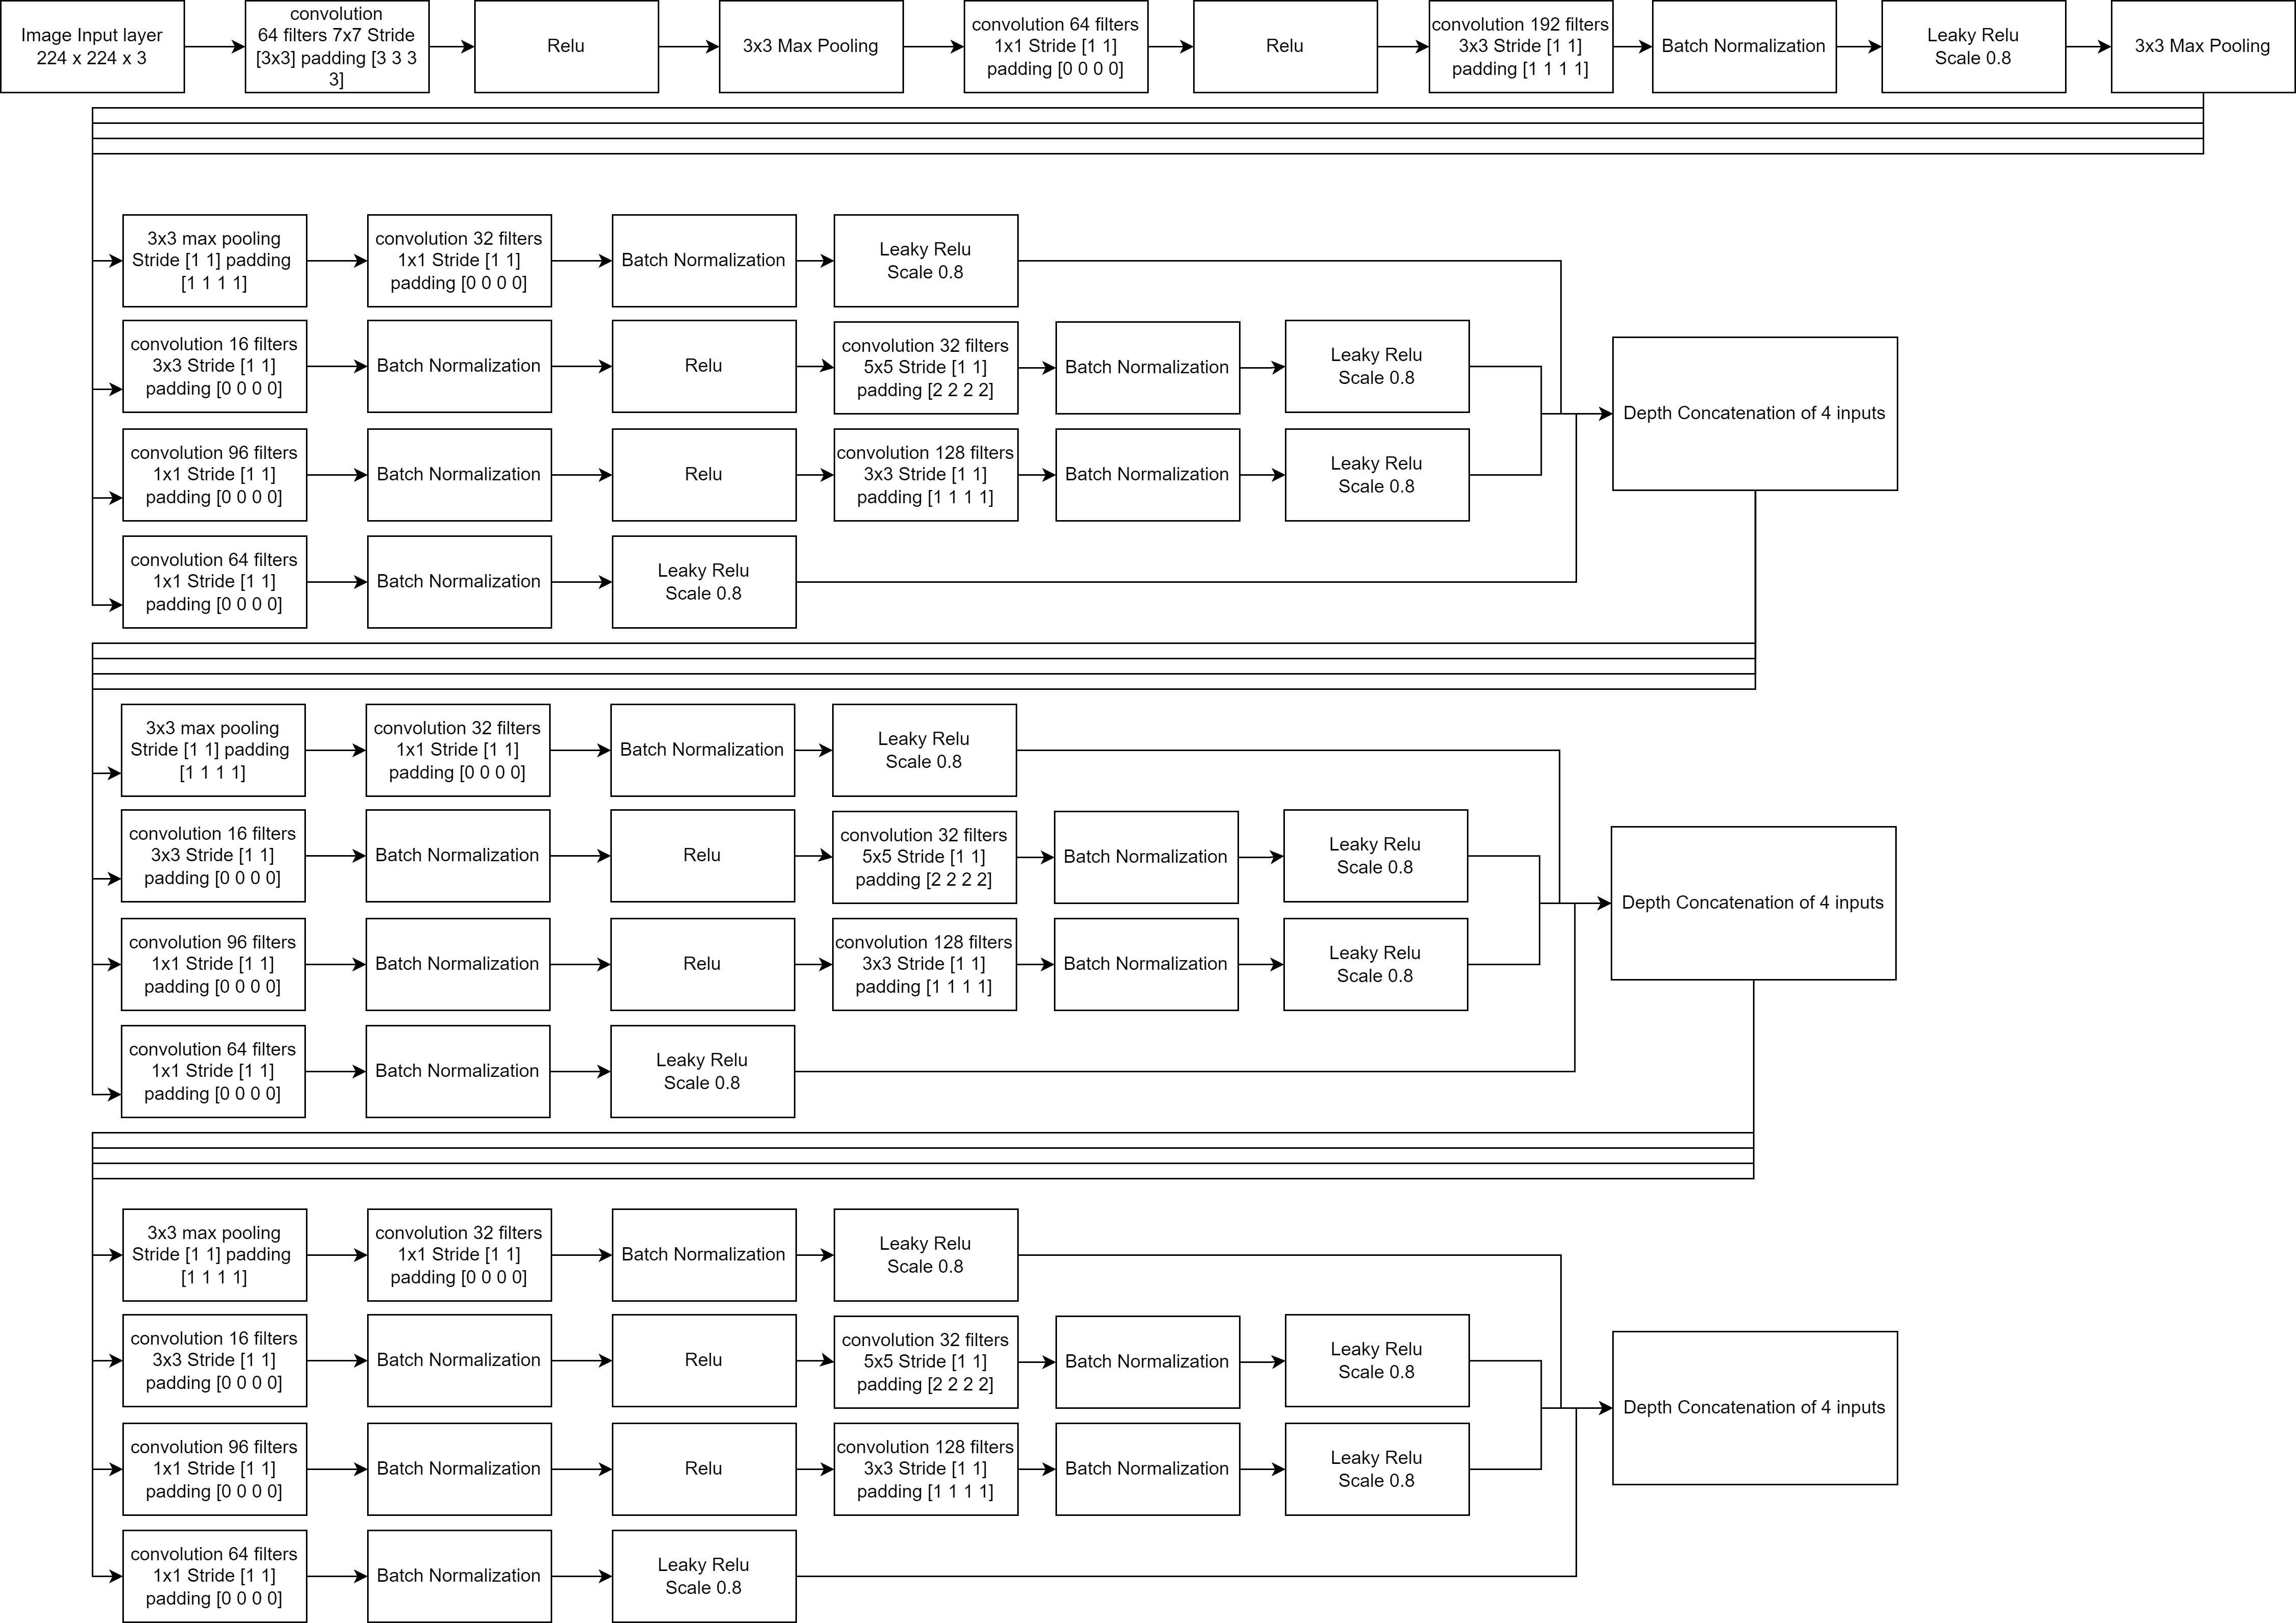 Image Input layer
224 x 224 x 3
convolution
64 filters 7x7 Stride
[3x3] padding [3 3 3
3]
Relu
3x3 Max Pooling
convolution 64 filters
1x1 Stride [1 1]
padding [0 0 0 0]
Relu
convolution 192 filters
3x3 Stride [1 1]
padding [1 1 1 1]
Batch Normalization
Leaky Relu
Scale 0.8
3x3 Max Pooling
3x3 max pooling
Stride [1 1] padding
[1 1 1 1]
convolution 32 filters
1x1 Stride [1 1]
padding [0 0 0 0]
Batch Normalization
Leaky Relu
Scale 0.8
convolution 16 filters
3x3 Stride [1 1]
padding [0 0 0 0]
Batch Normalization
Relu
convolution 32 filters
5x5 Stride [1 1]
padding [2 2 2 2]
Batch Normalization
Leaky Relu
Scale 0.8
convolution 96 filters
1x1 Stride [1 1]
padding [0 0 0 0]
Batch Normalization
Relu
convolution 128 filters
3x3 Stride [1 1]
padding [1 1 1 1]
Batch Normalization
Leaky Relu
Scale 0.8
convolution 64 filters
1x1 Stride [1 1]
padding [0 0 0 0]
Batch Normalization
Leaky Relu
Scale 0.8
Depth Concatenation of 4 inputs
3x3 max pooling
Stride [1 1] padding
[1 1 1 1]
convolution 32 filters
1x1 Stride [1 1]
padding [0 0 0 0]
Batch Normalization
Leaky Relu
Scale 0.8
convolution 16 filters
3x3 Stride [1 1]
padding [0 0 0 0]
Batch Normalization
Relu
convolution 32 filters
5x5 Stride [1 1]
padding [2 2 2 2]
Batch Normalization
Leaky Relu
Scale 0.8
convolution 96 filters
1x1 Stride [1 1]
padding [0 0 0 0]
Batch Normalization
Relu
convolution 128 filters
3x3 Stride [1 1]
padding [1 1 1 1]
Batch Normalization
Leaky Relu
Scale 0.8
convolution 64 filters
1x1 Stride [1 1]
padding [0 0 0 0]
Batch Normalization
Leaky Relu
Scale 0.8
Depth Concatenation of 4 inputs
3x3 max pooling
Stride [1 1] padding
[1 1 1 1]
convolution 32 filters
1x1 Stride [1 1]
padding [0 0 0 0]
Batch Normalization
Leaky Relu
Scale 0.8
convolution 16 filters
3x3 Stride [1 1]
padding [0 0 0 0]
Batch Normalization
Relu
convolution 32 filters
5x5 Stride [1 1]
padding [2 2 2 2]
Batch Normalization
Leaky Relu
Scale 0.8
convolution 96 filters
1x1 Stride [1 1]
padding [0 0 0 0]
Batch Normalization
Relu
convolution 128 filters
3x3 Stride [1 1]
padding [1 1 1 1]
Batch Normalization
Leaky Relu
Scale 0.8
convolution 64 filters
1x1 Stride [1 1]
padding [0 0 0 0]
Batch Normalization
Leaky Relu
Scale 0.8
Depth Concatenation of 4 inputs